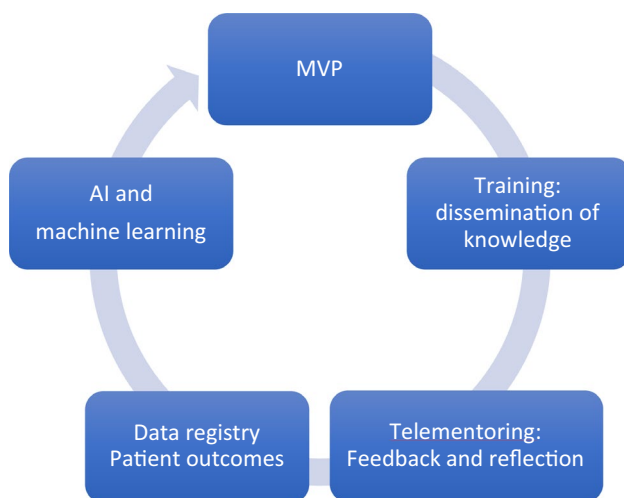 MVP
Training:
dissemination of
knowledge
Telementoring:
Feedback and reflection
Data registry
Patient outcomes
AI and
machine learning